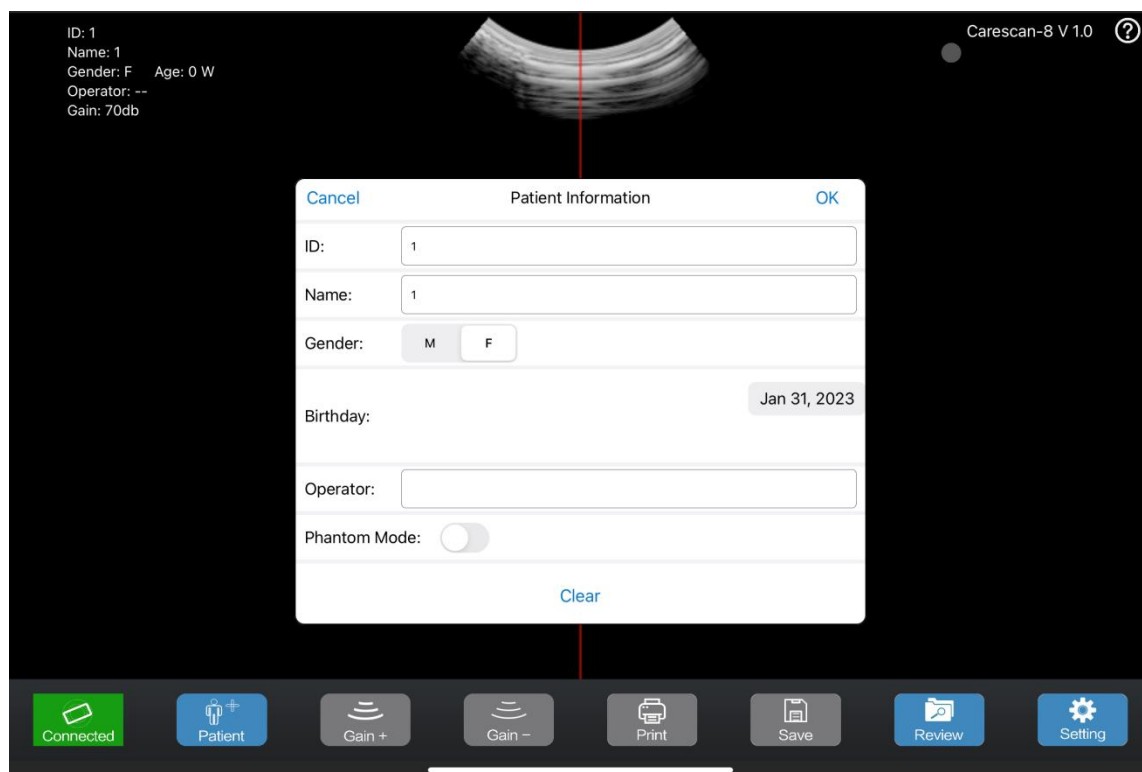 ID: 1
Name: 1
Gender: F Age: 0 W
Operator: --
Gain: 70db
Carescan-8 V 1.0 ?
Cancel Patient Information OK
ID: 1
Name: 1
Gender: M F
Birthday: Jan 31, 2023
Operator:
Phantom Mode:
Clear
Connected Patient Gain + Gain − Print Save Review Setting